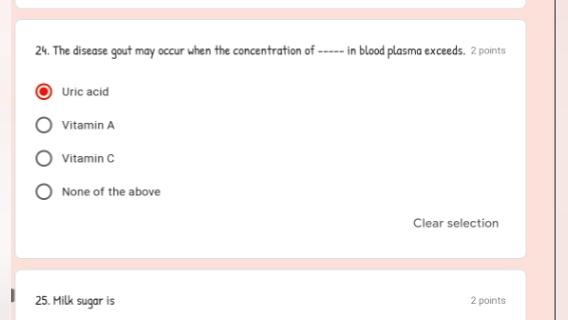 24. The disease gout may occur when the concentration of ----- in blood plasma exceeds. 2 points
Uric acid
Vitamin A
Vitamin C
None of the above
Clear selection
25. Milk sugar is 2 points